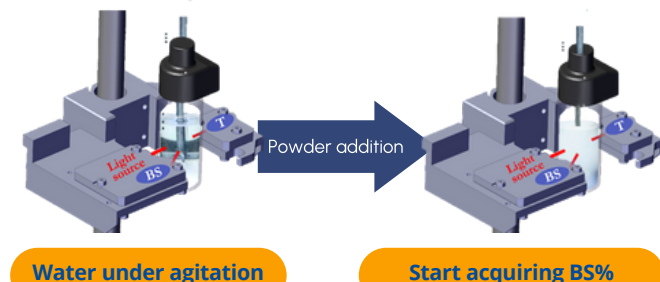 T
Light
source
BS
Powder addition
T
Light
source
BS
Water under agitation
Start acquiring BS%